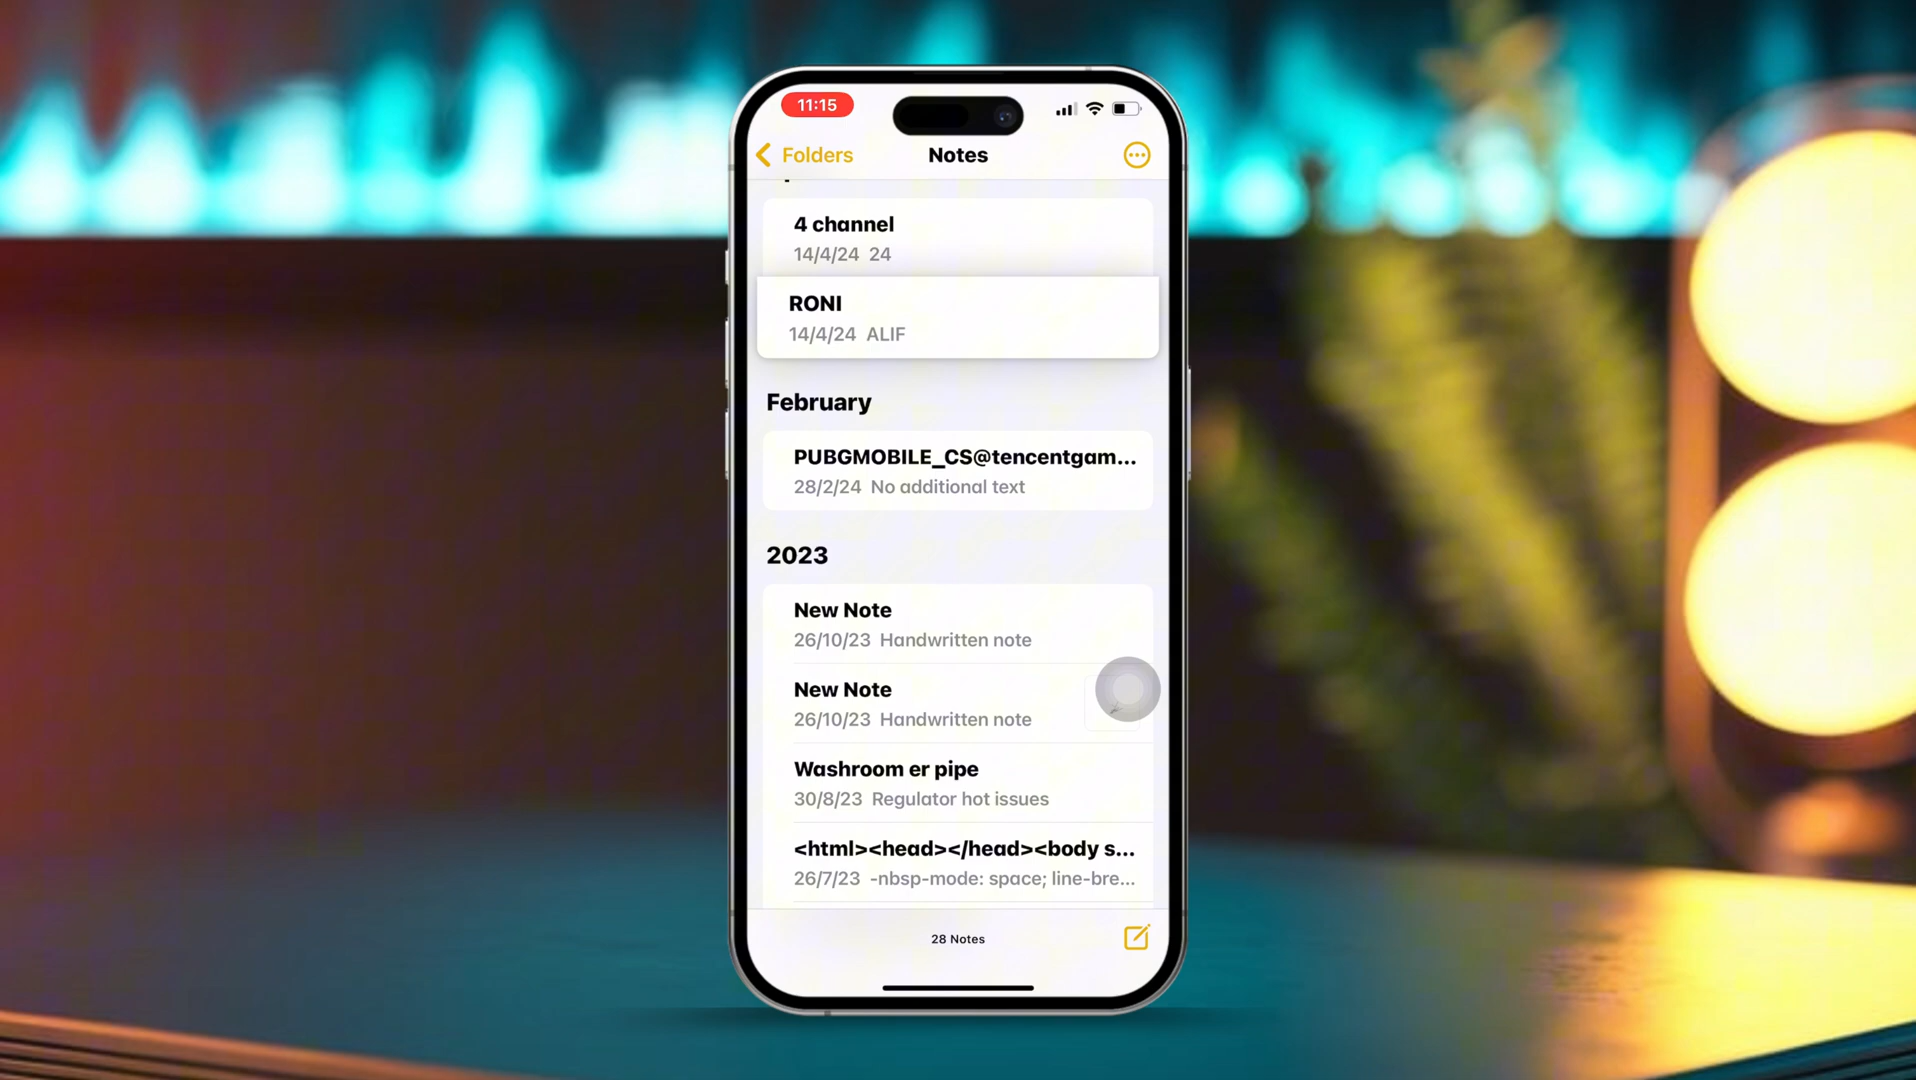 11:15
Folders
Notes
4 channel
14/4/24 24
RONI
14/4/24 ALIF
February
PUBGMOBILE_CS@tencentgam...
28/2/24 No additional text
2023
New Note
26/10/23 Handwritten note
New Note
26/10/23 Handwritten note
Washroom er pipe
30/8/23 Regulator hot issues
<html><head></head><body s...
26/7/23 -nbsp-mode: space; line-bre...
28 Notes